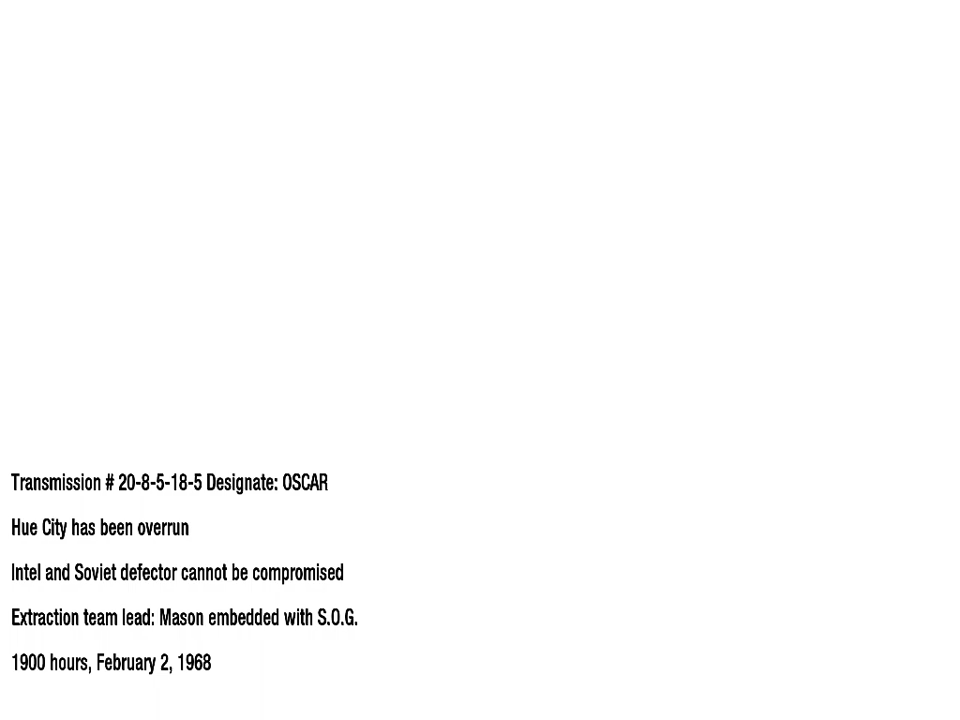 Transmission # 20-8-5-18-5 Designate: OSCAR
Hue City has been overrun
Intel and Soviet defector cannot be compromised
Extraction team lead: Mason embedded with S.O.G.
1900 hours, February 2, 1968